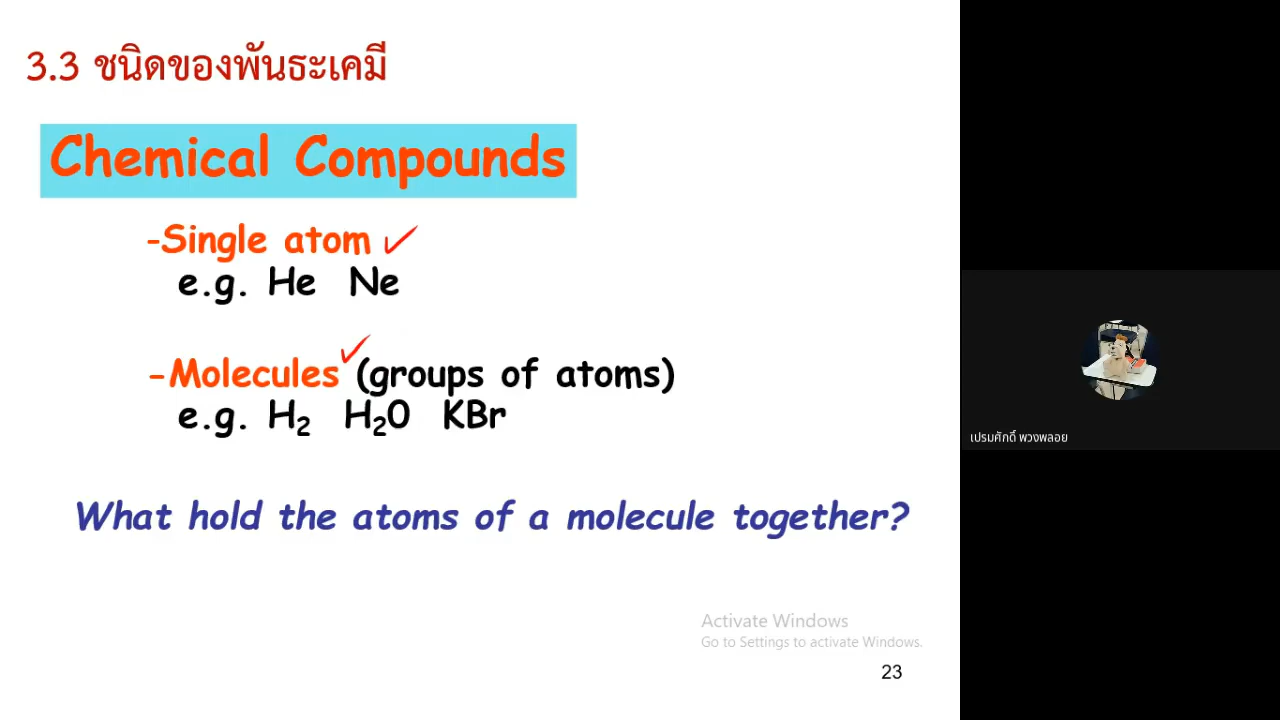 3.3 ชนิดของพันธะเคมี
Chemical Compounds
-Single atom ✓
e.g. He Ne
-Molecules ✓ (groups of atoms)
e.g. H₂ H₂O KBr
What hold the atoms of a molecule together?
Activate Windows
Go to Settings to activate Windows.
23
เปรมศักดิ์ พวงพลอย